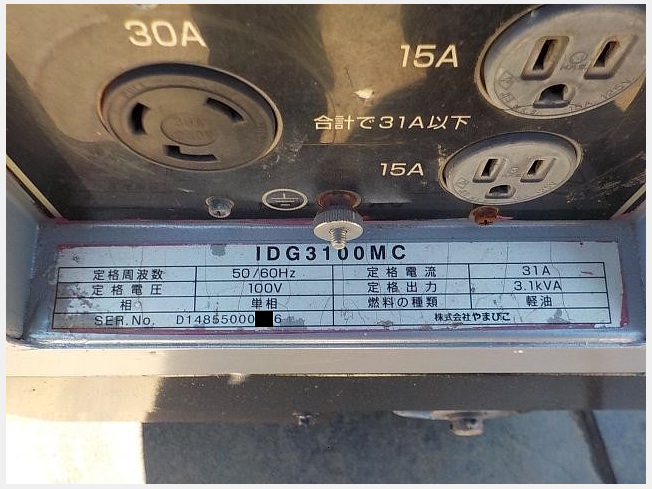 30A
15A
合計で31A以下
15A
IDG3100MC
定格周波数 50/60Hz 定格電流 31A
定格電圧 100V 定格出力 3.1kVA
相 単相 燃料の種類 軽油
SER.No. D14855000 6 株式会社やまびこ